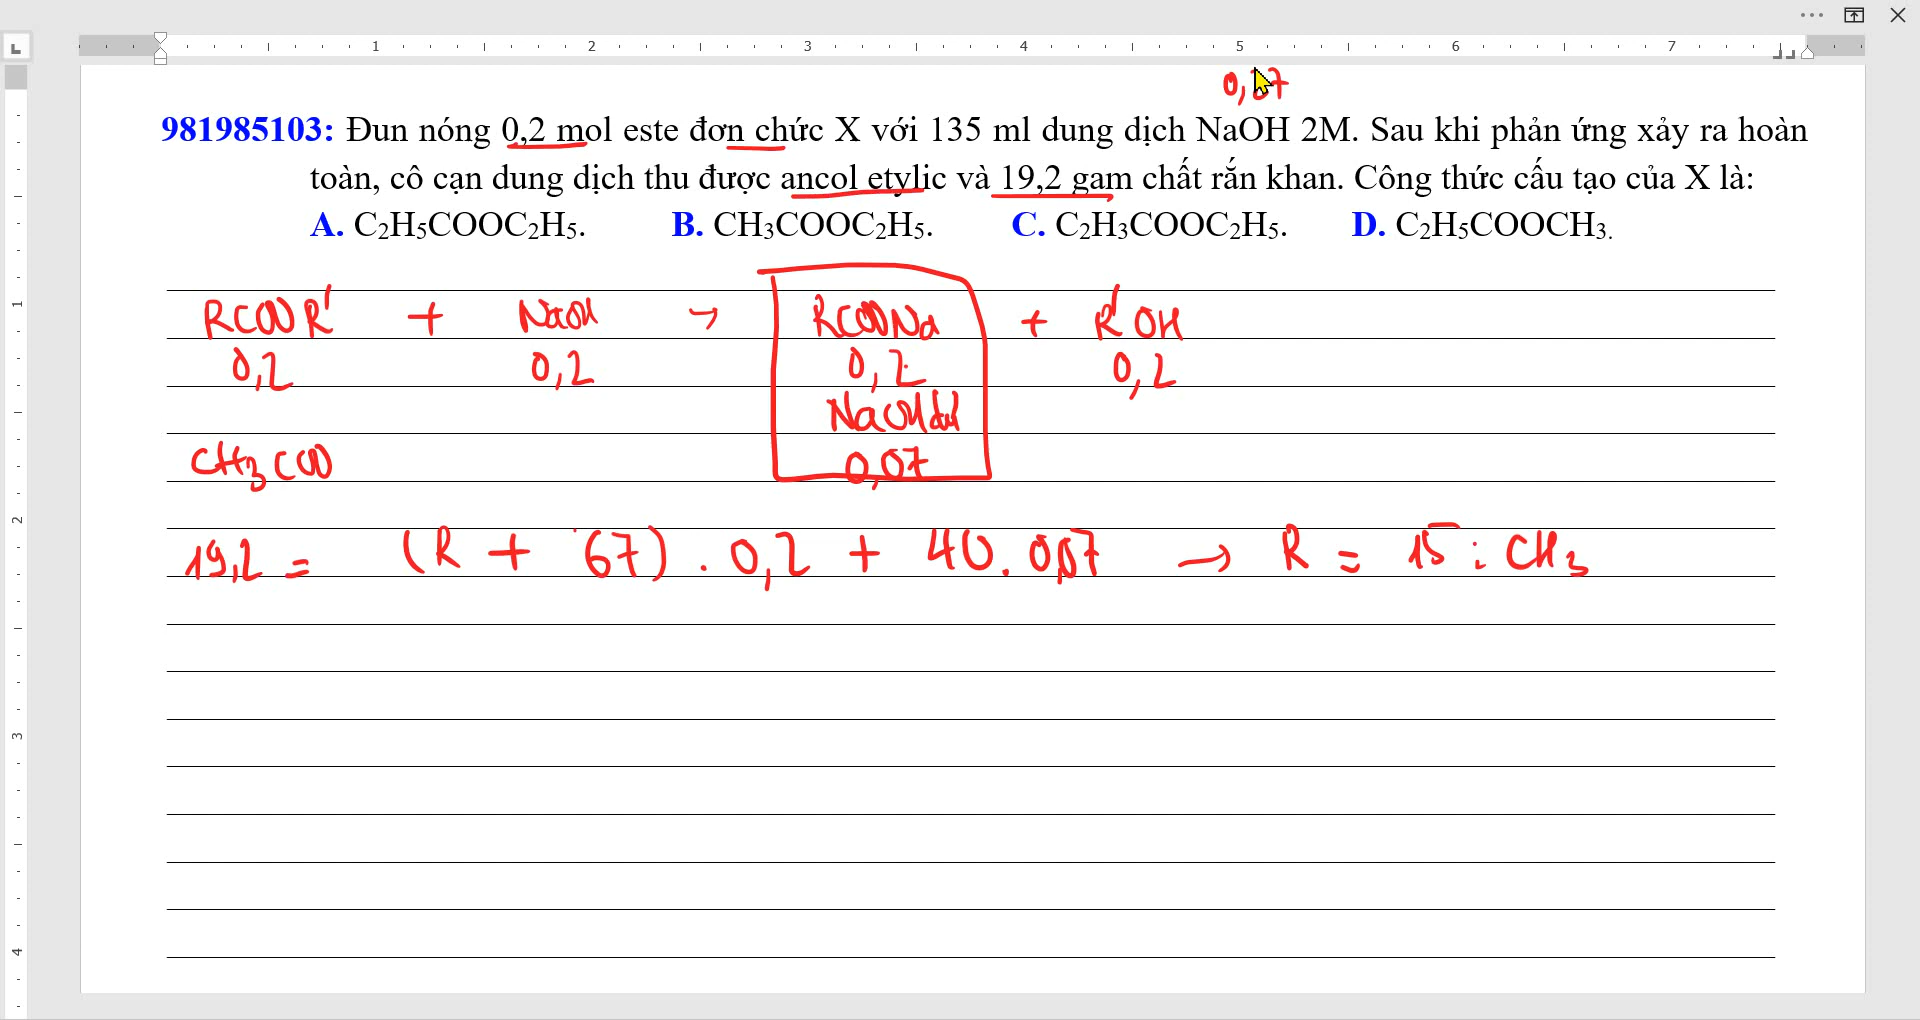 1 2 3 4 5 6 7
0,27
981985103: Đun nóng 0,2 mol este đơn chức X với 135 ml dung dịch NaOH 2M. Sau khi phản ứng xảy ra hoàn
toàn, cô cạn dung dịch thu được ancol etylic và 19,2 gam chất rắn khan. Công thức cấu tạo của X là:
A. C₂H₅COOC₂H₅. B. CH₃COOC₂H₅. C. C₂H₃COOC₂H₅. D. C₂H₅COOCH₃.
RCOOR' + NaOH → RCOONa + R'OH
0,2 0,2 0,2 0,2
NaOH dư
CH₃COO 0,07
19,2 = (R + 67) . 0,2 + 40 . 0,07 → R = 15 : CH₃
1
2
3
4